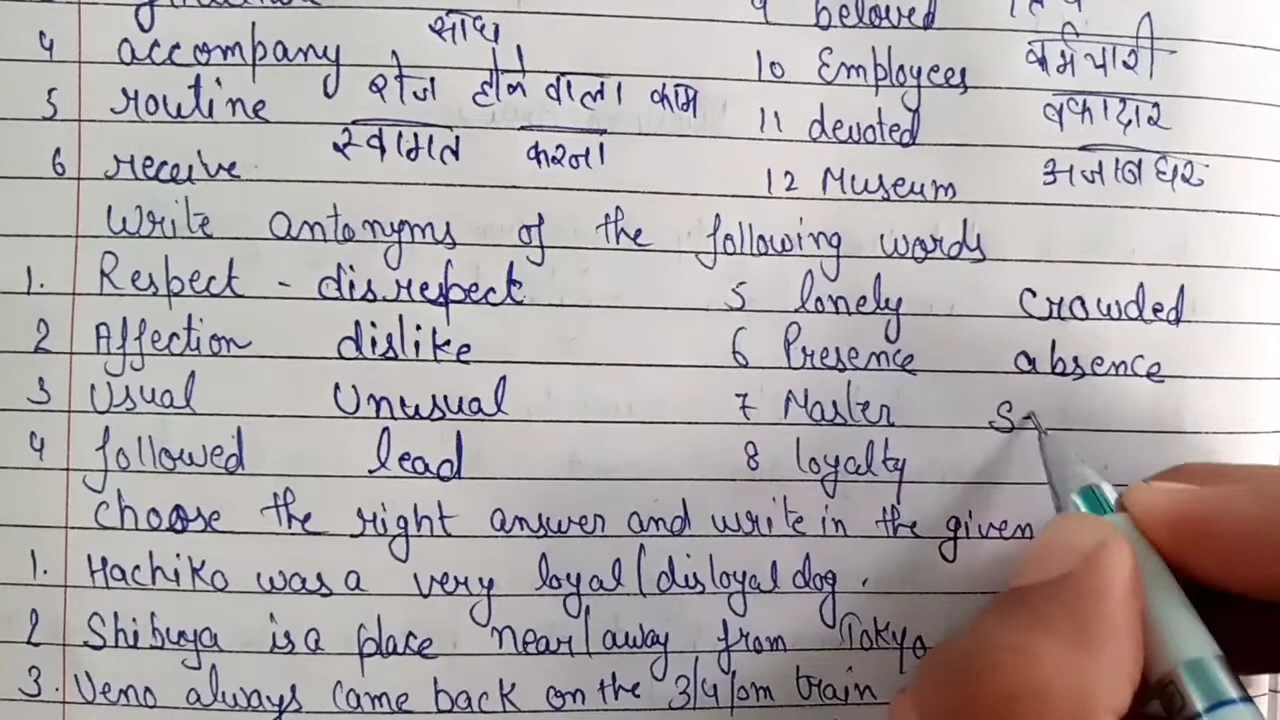 9 beloved
4 accompany साथ 10 Employees कर्मचारी
5 routine रोज होने वाला काम 11 devoted वफादार
6 receive स्वागत करना 12 Museum अजाबघर
Write antonyms of the following words
1. Respect - disrespect 5 lonely crowded
2 Affection dislike 6 Presence absence
3 Usual Unusual 7 Master
4 followed lead 8 loyalty
choose the right answer and write in the given
1. Hachiko was a very loyal/disloyal dog.
2 Shibuya is a place near/away from Tokyo
3. Ueno always came back on the 3/4/pm train